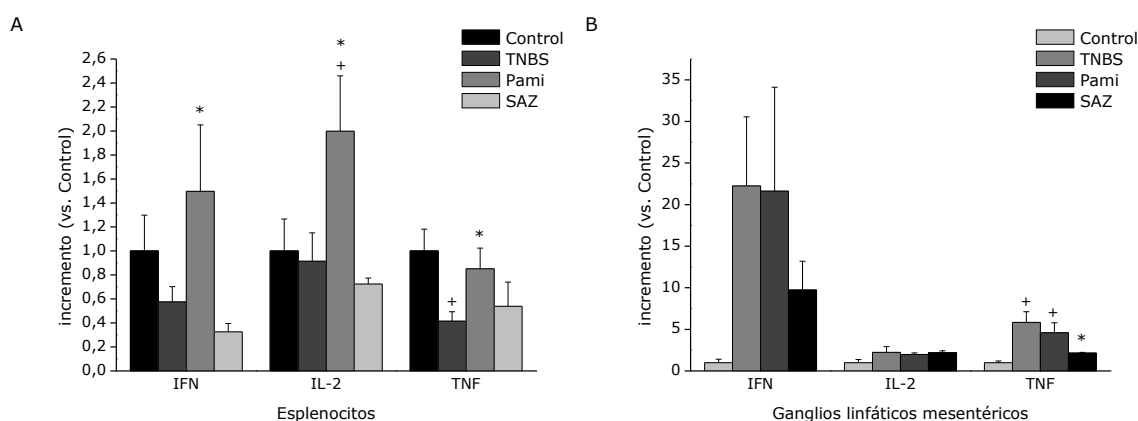 A
Control
TNBS
Pami
SAZ
2,6
2,4
2,2
2,0
1,8
1,6
1,4
1,2
1,0
0,8
0,6
0,4
0,2
0,0
incremento (vs. Control)
*
*
+
+
*
IFN
IL-2
TNF
Esplenocitos
B
Control
TNBS
Pami
SAZ
35
30
25
20
15
10
5
0
incremento (vs. Control)
+
+
*
IFN
IL-2
TNF
Ganglios linfáticos mesentéricos